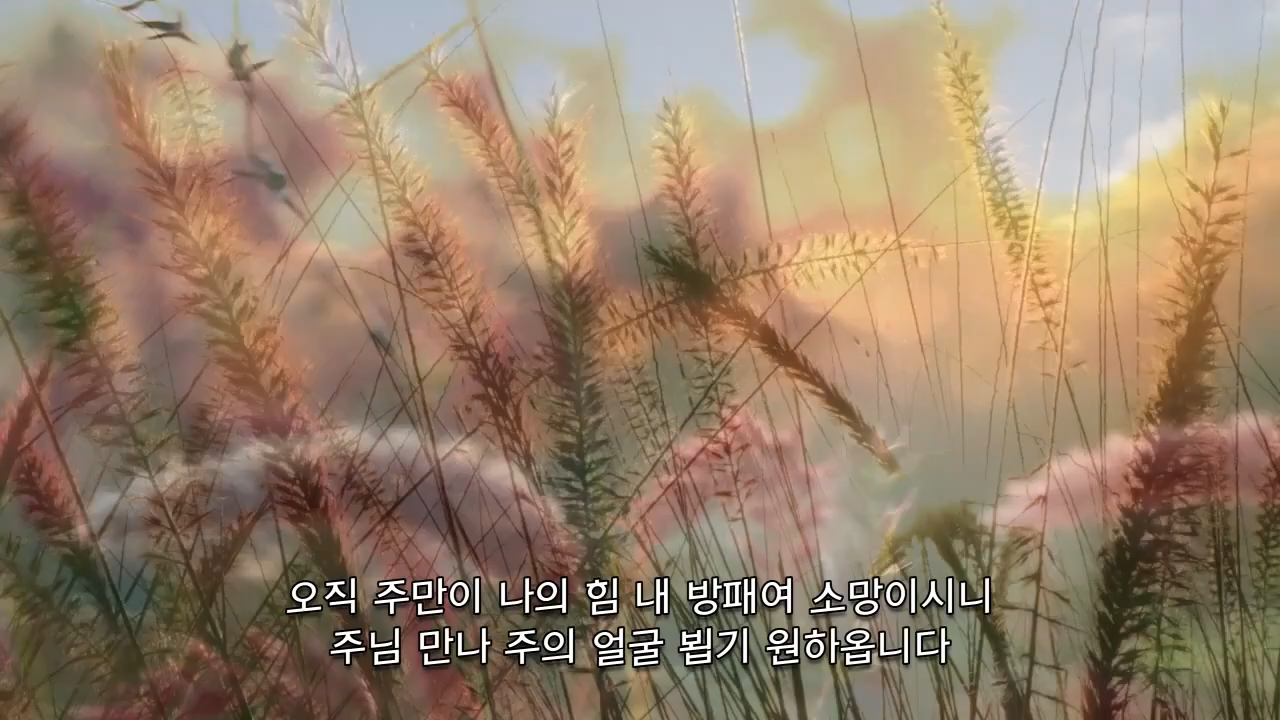 오직 주만이 나의 힘 내 방패여 소망이시니
주님 만나 주의 얼굴 뵙기 원하옵니다